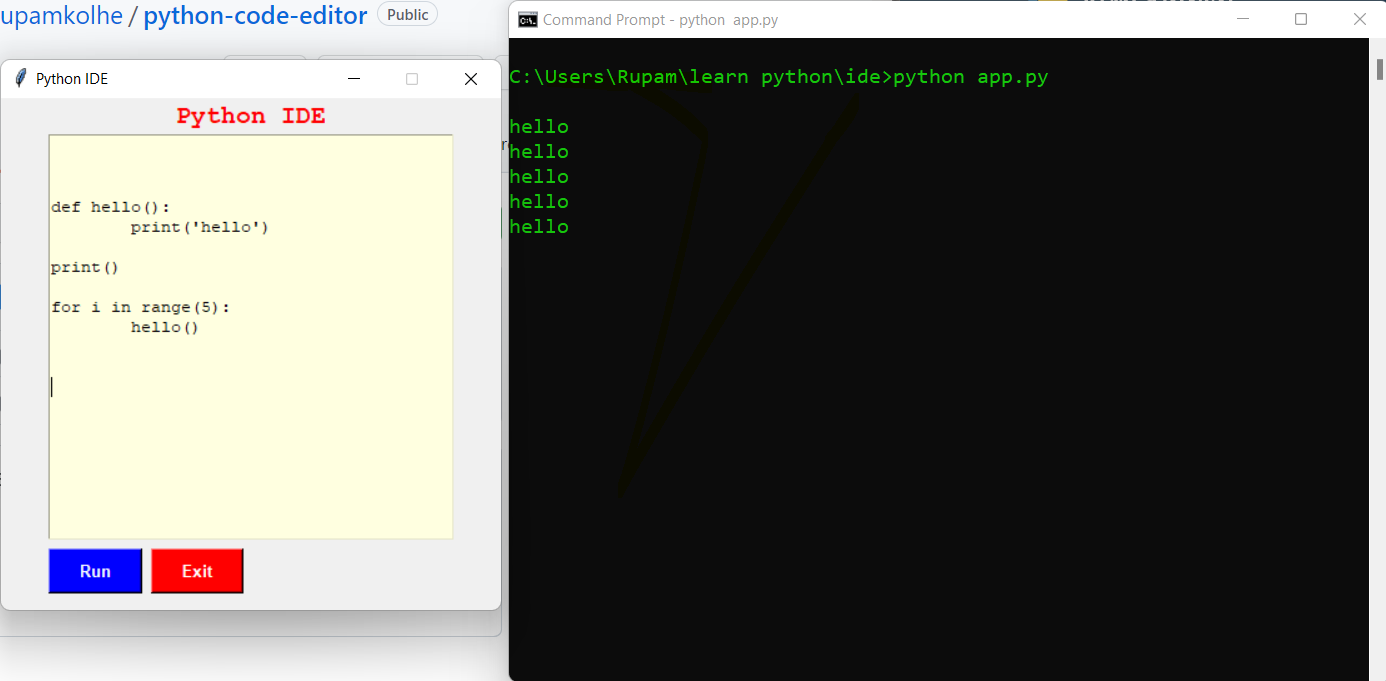 upamkolhe / python-code-editor Public
Python IDE
Python IDE
def hello():
        print('hello')
print()
for i in range(5):
        hello()
Run Exit
Command Prompt - python  app.py
C:\Users\Rupam\learn python\ide>python app.py
hello
hello
hello
hello
hello